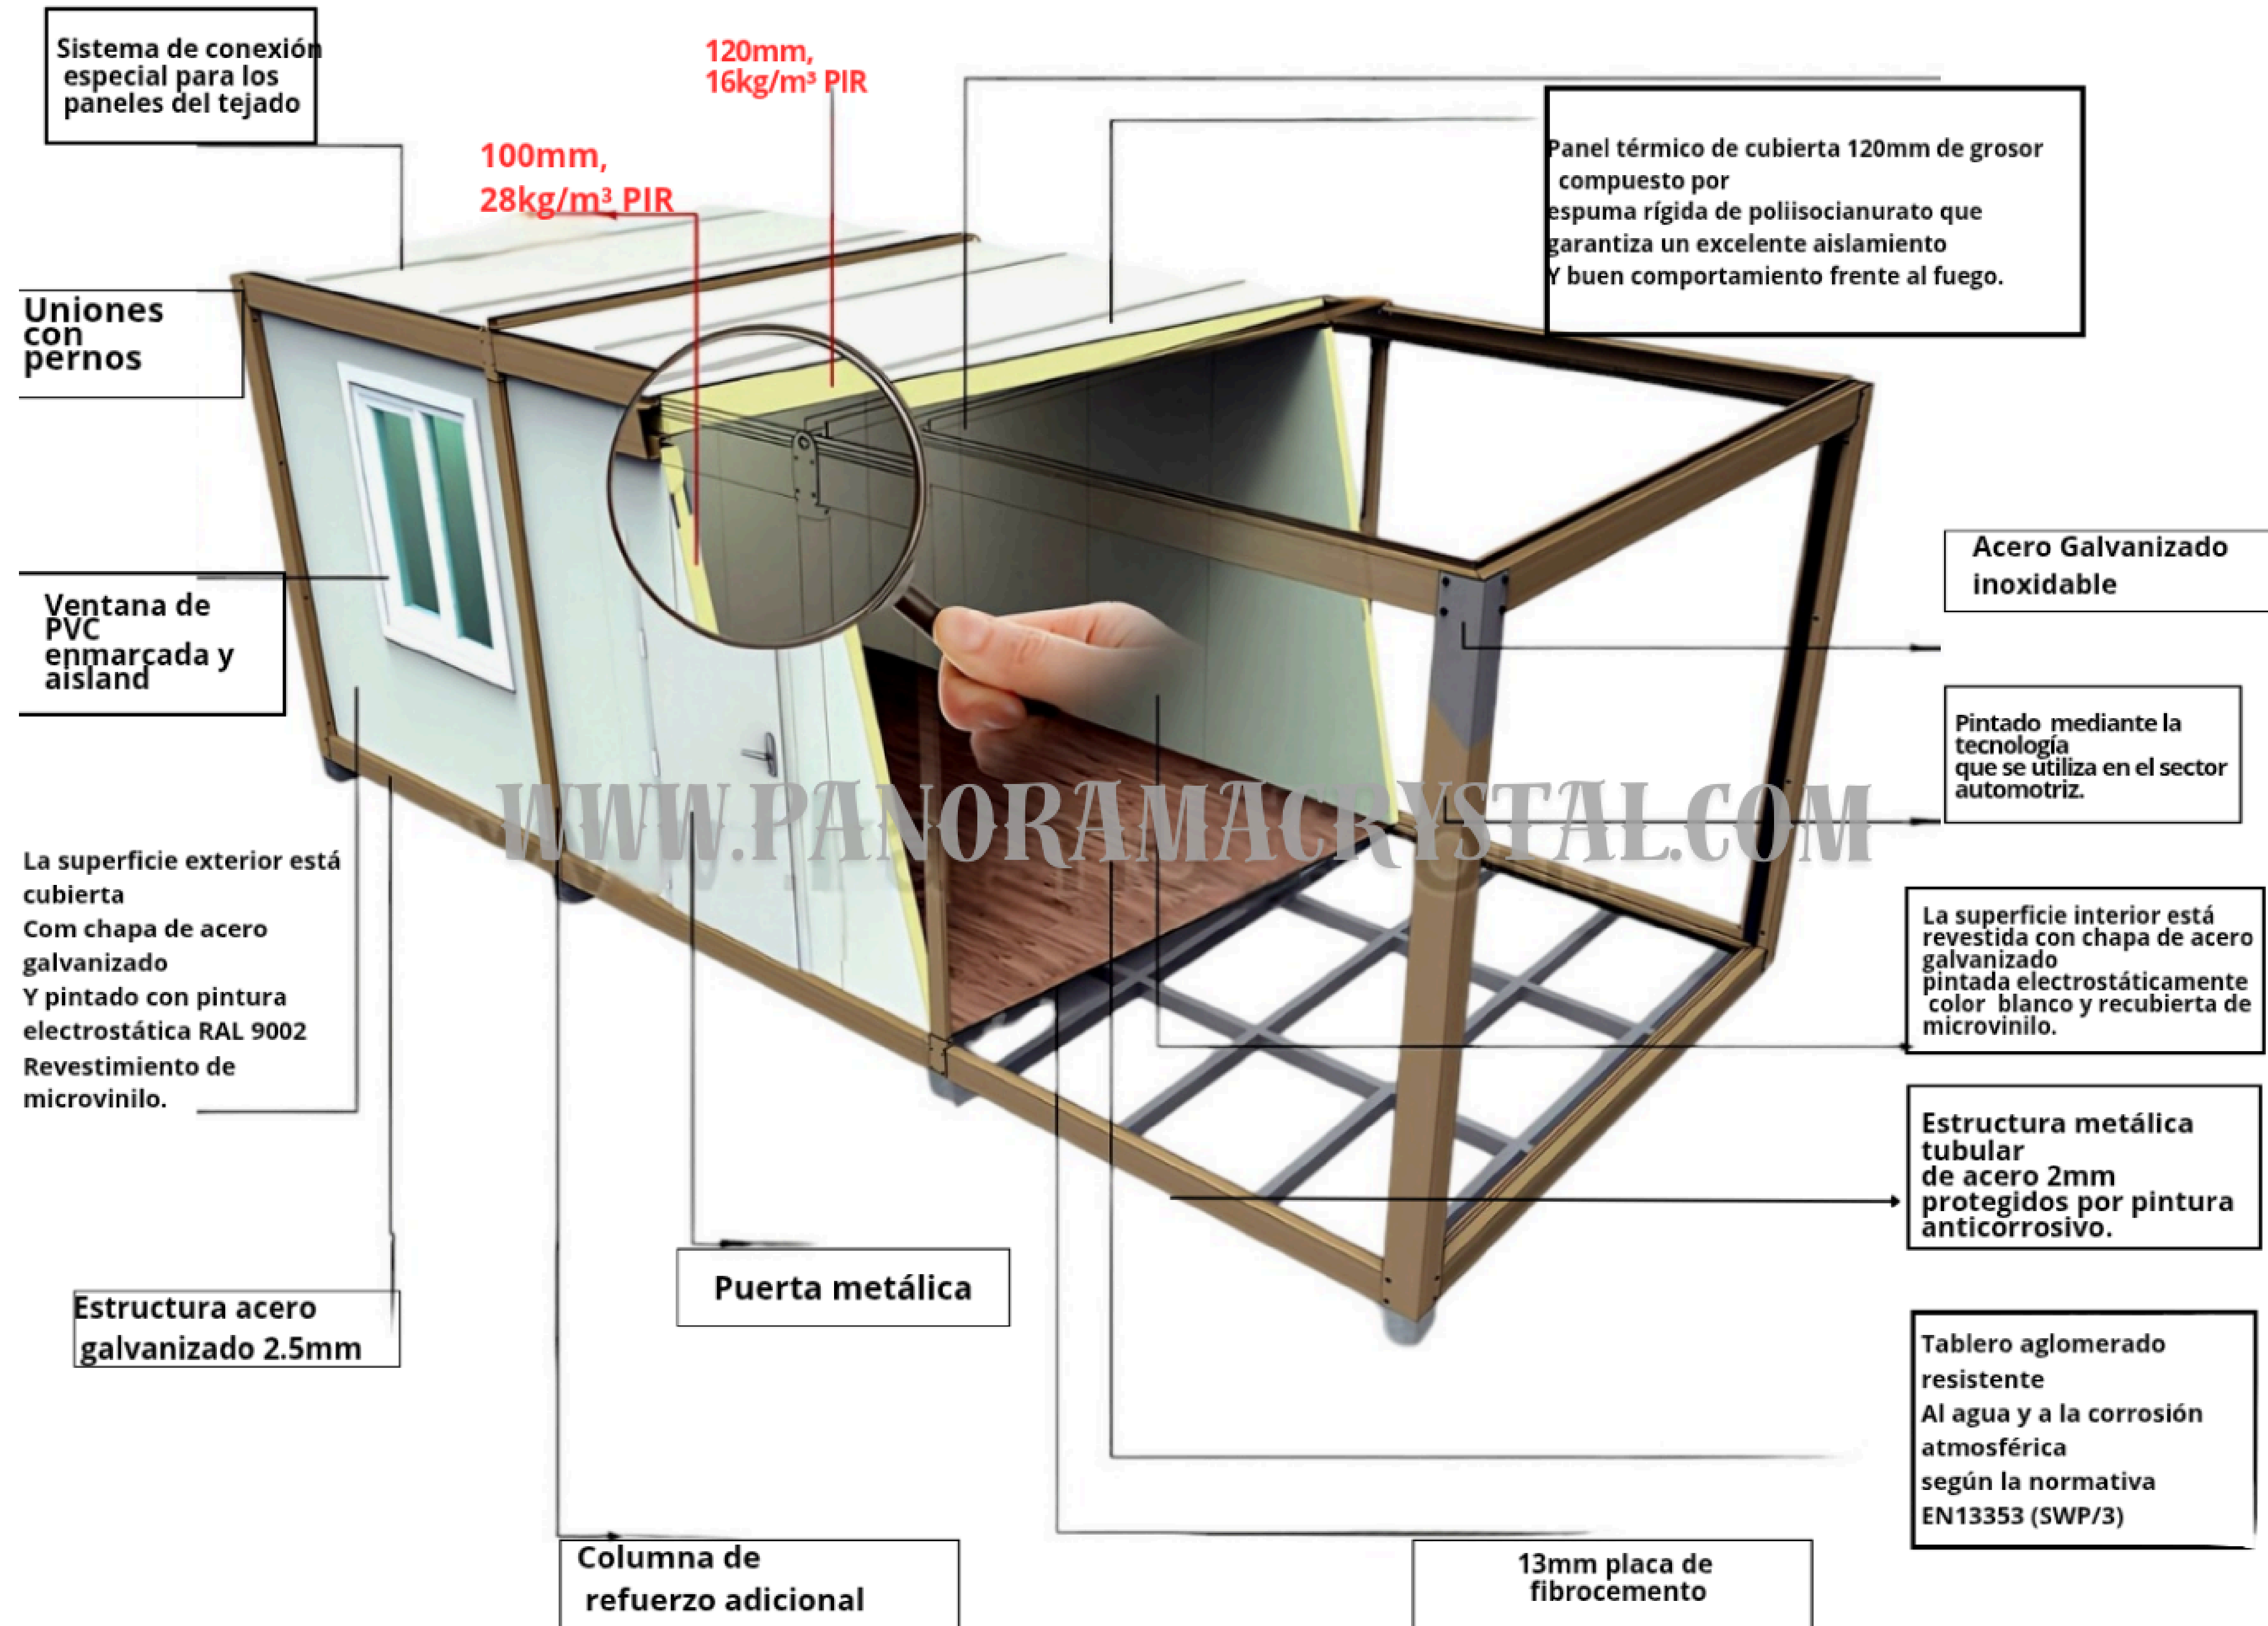 Sistema de conexión
especial para los
paneles del tejado
120mm,
16kg/m³ PIR
100mm,
28kg/m³ PIR
Panel térmico de cubierta 120mm de grosor
compuesto por
espuma rígida de poliisocianurato que
garantiza un excelente aislamiento
Y buen comportamiento frente al fuego.
Uniones
con
pernos
Ventana de
PVC
enmarcada y
aisland
Acero Galvanizado
inoxidable
Pintado mediante la
tecnología
que se utiliza en el sector
automotriz.
WWW.PANORAMACRYSTAL.COM
La superficie exterior está
cubierta
Com chapa de acero
galvanizado
Y pintado con pintura
electrostática RAL 9002
Revestimiento de
microvinilo.
La superficie interior está
revestida con chapa de acero
galvanizado
pintada electrostáticamente
color blanco y recubierta de
microvinilo.
Estructura metálica
tubular
de acero 2mm
protegidos por pintura
anticorrosivo.
Estructura acero
galvanizado 2.5mm
Puerta metálica
Tablero aglomerado
resistente
Al agua y a la corrosión
atmosférica
según la normativa
EN13353 (SWP/3)
Columna de
refuerzo adicional
13mm placa de
fibrocemento